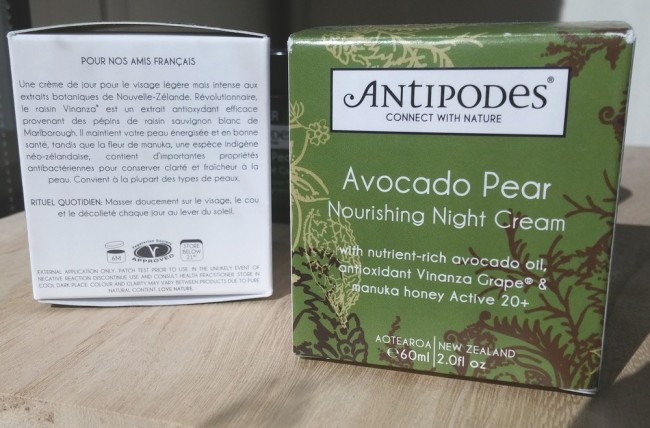 POUR NOS AMIS FRANÇAIS
Une crème de jour pour le visage légère mais intense aux
extraits botaniques de Nouvelle-Zélande. Révolutionnaire,
le raisin Vinanza® est un extrait antioxydant efficace
provenant des pépins de raisin sauvignon blanc de
Marlborough. Il maintient votre peau énergisée et en bonne
santé, tandis que la fleur de manuka, une espèce indigène
néo-zélandaise, contient d'importantes propriétés
antibactériennes pour conserver clarté et fraîcheur à la
peau. Convient à la plupart des types de peaux.
RITUEL QUOTIDIEN: Masser doucement sur le visage, le cou
et le décolleté chaque jour au lever du soleil.
6M
Vegetarian Society
APPROVED
STORE
BELOW
EXTERNAL APPLICATION ONLY. PATCH TEST PRIOR TO USE. IN THE UNLIKELY EVENT OF
NEGATIVE REACTION DISCONTINUE USE AND CONSULT HEALTH PRACTITIONER. STORE IN
COOL DARK PLACE. COLOUR AND CLARITY MAY VARY BETWEEN PRODUCTS DUE TO PURE
NATURAL CONTENT. LOVE NATURE.
ANTIPODES®
CONNECT WITH NATURE
Avocado Pear
Nourishing Night Cream
with nutrient-rich avocado oil,
antioxidant Vinanza Grape® &
manuka honey Active 20+
AOTEAROA | NEW ZEALAND
℮60ml | 2.0fl oz